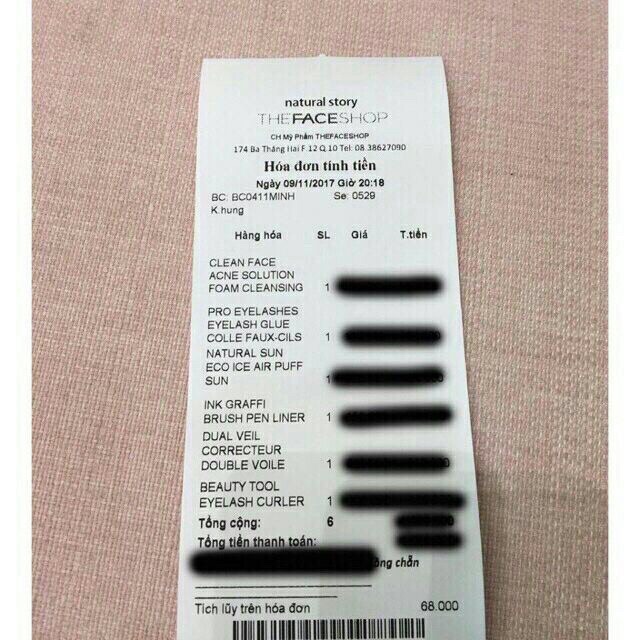 natural story
THEFACESHOP
CH Mỹ Phẩm THEFACESHOP
174 Ba Tháng Hai F.12 Q.10 Tel: 08.38627090
Hóa đơn tính tiền
Ngày 09/11/2017 Giờ 20:18
BC: BC0411MINH Se: 0529
K.hung
Hàng hóa SL Giá T.tiền
CLEAN FACE
ACNE SOLUTION
FOAM CLEANSING 1
PRO EYELASHES
EYELASH GLUE
COLLE FAUX-CILS 1
NATURAL SUN
ECO ICE AIR PUFF
SUN 1
INK GRAFFI
BRUSH PEN LINER 1
DUAL VEIL
CORRECTEUR
DOUBLE VOILE 1
BEAUTY TOOL
EYELASH CURLER 1
Tổng cộng: 6
Tổng tiền thanh toán:
chẵn
Tích lũy trên hóa đơn 68.000